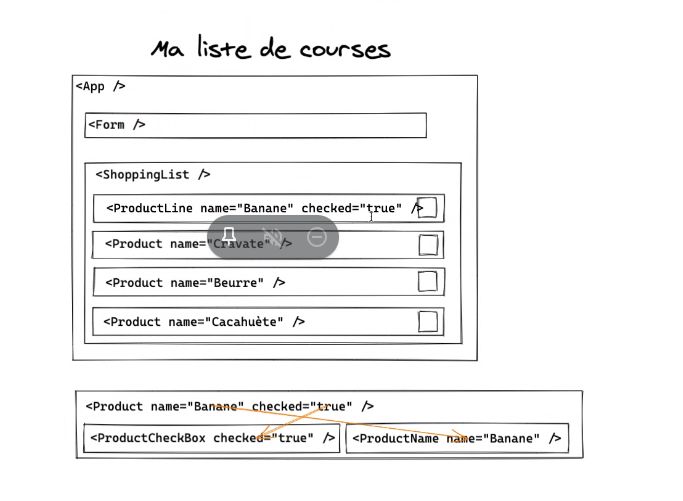 Ma liste de courses
<App />
<Form />
<ShoppingList />
<ProductLine name="Banane" checked="true" />
<Product name="Cravate" />
<Product name="Beurre" />
<Product name="Cacahuète" />
<Product name="Banane" checked="true" />
<ProductCheckBox checked="true" />
<ProductName name="Banane" />